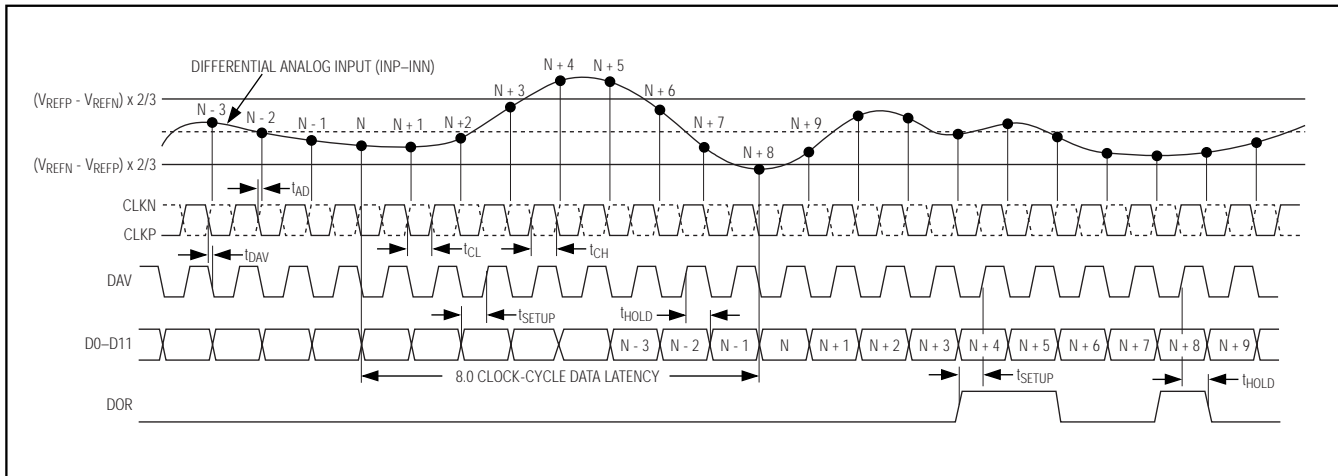 DIFFERENTIAL ANALOG INPUT (INP–INN)
N + 4
N + 5
N + 3
N + 6
(VREFP - VREFN) x 2/3
N - 3
N - 2
N - 1
N
N + 1
N +2
N + 7
N + 9
N + 8
(VREFN - VREFP) x 2/3
tAD
CLKN
CLKP
tDAV
tCL
tCH
DAV
tSETUP
tHOLD
D0–D11
N - 3
N - 2
N - 1
N
N + 1
N + 2
N + 3
N + 4
N + 5
N + 6
N + 7
N + 8
N + 9
8.0 CLOCK-CYCLE DATA LATENCY
tSETUP
tHOLD
DOR